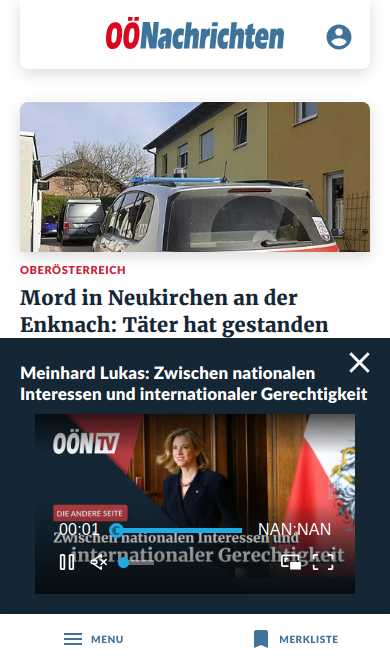 OÖNachrichten
OBERÖSTERREICH
Mord in Neukirchen an der
Enknach: Täter hat gestanden
Meinhard Lukas: Zwischen nationalen
Interessen und internationaler Gerechtigkeit
OÖN TV
DIE ANDERE SEITE
00:01
NAN:NAN
Zwischen nationalen Interessen und
internationaler Gerechtigkeit
MENU
MERKLISTE